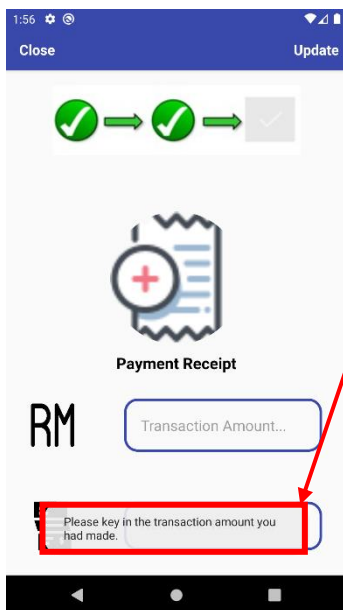 1:56
Close Update
Payment Receipt
RM Transaction Amount...
Please key in the transaction amount you
had made.